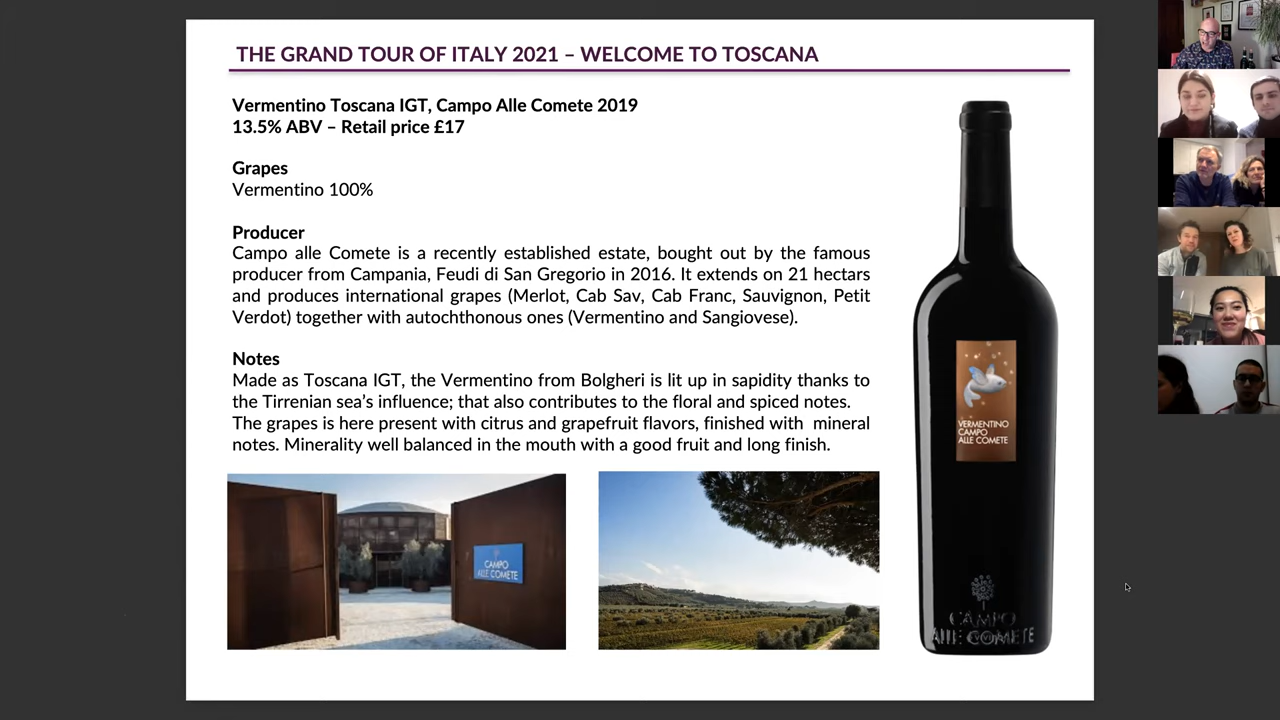 THE GRAND TOUR OF ITALY 2021 – WELCOME TO TOSCANA
Vermentino Toscana IGT, Campo Alle Comete 2019
13.5% ABV – Retail price £17
Grapes
Vermentino 100%
Producer
Campo alle Comete is a recently established estate, bought out by the famous
producer from Campania, Feudi di San Gregorio in 2016. It extends on 21 hectars
and produces international grapes (Merlot, Cab Sav, Cab Franc, Sauvignon, Petit
Verdot) together with autochthonous ones (Vermentino and Sangiovese).
Notes
Made as Toscana IGT, the Vermentino from Bolgheri is lit up in sapidity thanks to
the Tirrenian sea’s influence; that also contributes to the floral and spiced notes.
The grapes is here present with citrus and grapefruit flavors, finished with  mineral
notes. Minerality well balanced in the mouth with a good fruit and long finish.
CAMPO
ALLE COMETE
VERMENTINO
CAMPO
ALLE COMETE
CAMPO
ALLE COMETE